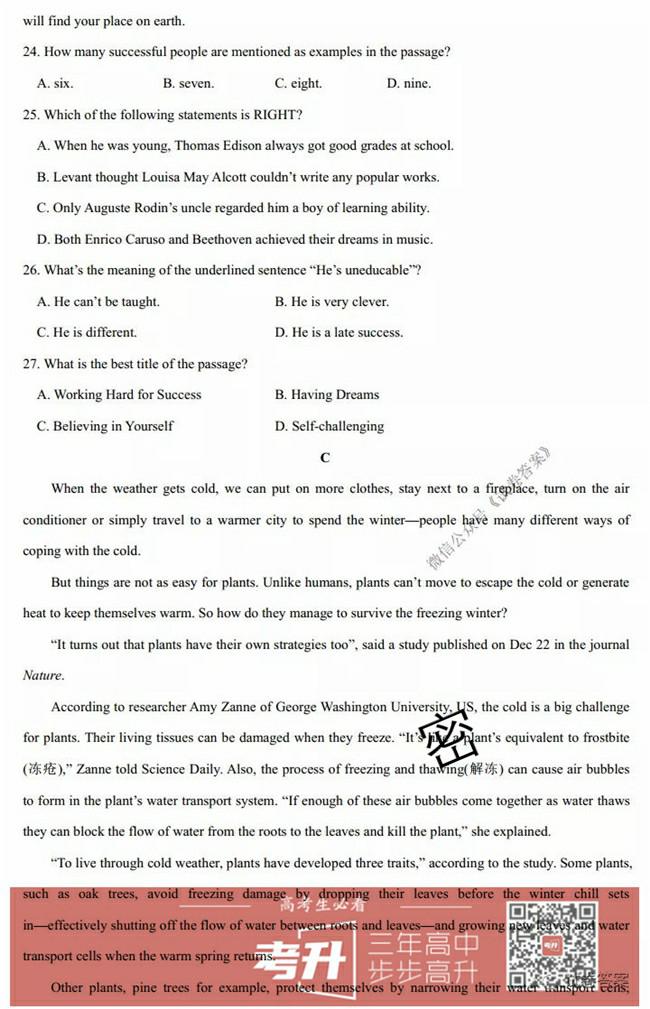 will find your place on earth.
24. How many successful people are mentioned as examples in the passage?
A. six. B. seven. C. eight. D. nine.
25. Which of the following statements is RIGHT?
A. When he was young, Thomas Edison always got good grades at school.
B. Levant thought Louisa May Alcott couldn't write any popular works.
C. Only Auguste Rodin's uncle regarded him a boy of learning ability.
D. Both Enrico Caruso and Beethoven achieved their dreams in music.
26. What's the meaning of the underlined sentence “He's uneducable”?
A. He can't be taught. B. He is very clever.
C. He is different. D. He is a late success.
27. What is the best title of the passage?
A. Working Hard for Success B. Having Dreams
C. Believing in Yourself D. Self-challenging
C
When the weather gets cold, we can put on more clothes, stay next to a fireplace, turn on the air
conditioner or simply travel to a warmer city to spend the winter—people have many different ways of
coping with the cold.
But things are not as easy for plants. Unlike humans, plants can't move to escape the cold or generate
heat to keep themselves warm. So how do they manage to survive the freezing winter?
“It turns out that plants have their own strategies too”, said a study published on Dec 22 in the journal
Nature.
According to researcher Amy Zanne of George Washington University, US, the cold is a big challenge
for plants. Their living tissues can be damaged when they freeze. “It's like a plant's equivalent to frostbite
(冻疮),” Zanne told Science Daily. Also, the process of freezing and thawing(解冻) can cause air bubbles
to form in the plant's water transport system. “If enough of these air bubbles come together as water thaws
they can block the flow of water from the roots to the leaves and kill the plant,” she explained.
“To live through cold weather, plants have developed three traits,” according to the study. Some plants,
such as oak trees, avoid freezing damage by dropping their leaves before the winter chill sets
in—effectively shutting off the flow of water between roots and leaves—and growing new leaves and water
transport cells when the warm spring returns.
Other plants, pine trees for example, protect themselves by narrowing their water transport cells,
微信公众号《试卷答案》
密
高考生必看
考升
三年高中
步步高升